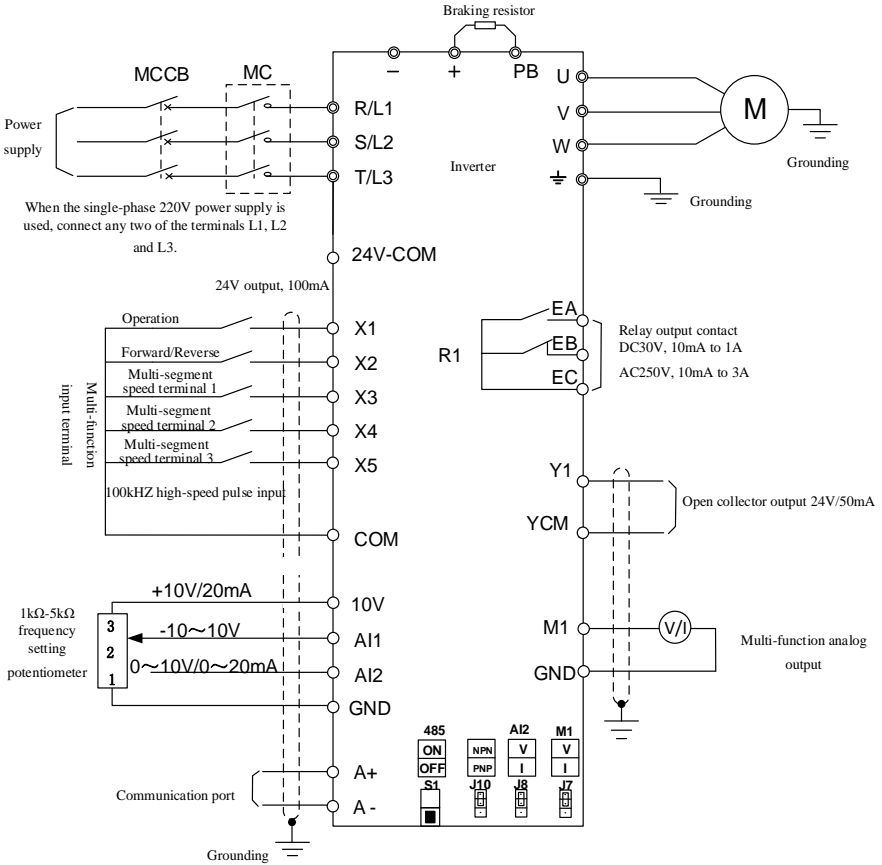 Braking resistor
MCCB
MC
−
+
PB
U
V
W
M
Power
supply
R/L1
S/L2
T/L3
Inverter
Grounding
Grounding
When the single-phase 220V power supply is
used, connect any two of the terminals L1, L2
and L3.
24V-COM
24V output, 100mA
Operation
X1
Forward/Reverse
X2
Multi-segment
speed terminal 1
X3
Multi-segment
speed terminal 2
X4
Multi-segment
speed terminal 3
X5
Multi-function
input terminal
100kHZ high-speed pulse input
COM
R1
EA
EB
EC
Relay output contact
DC30V, 10mA to 1A
AC250V, 10mA to 3A
Y1
YCM
Open collector output 24V/50mA
+10V/20mA
10V
1kΩ-5kΩ
frequency
setting
potentiometer
3
2
1
-10～10V
AI1
0～10V/0～20mA
AI2
GND
M1
V/I
GND
Multi-function analog
output
485
ON
OFF
S1
NPN
PNP
J10
AI2
V
I
J8
M1
V
I
J7
A+
A -
Communication port
Grounding